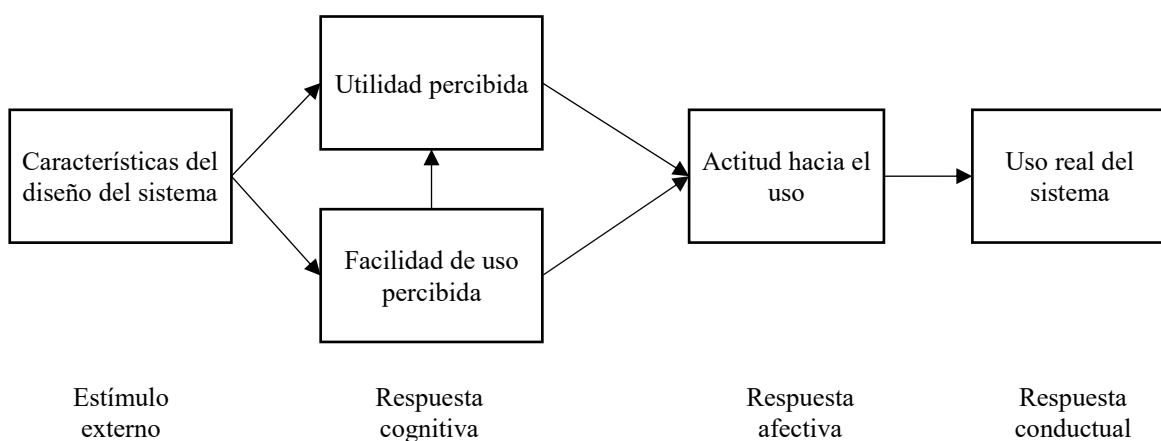 Utilidad percibida
Características del
diseño del sistema
Facilidad de uso
percibida
Actitud hacia el
uso
Uso real del
sistema
Estímulo
externo
Respuesta
cognitiva
Respuesta
afectiva
Respuesta
conductual